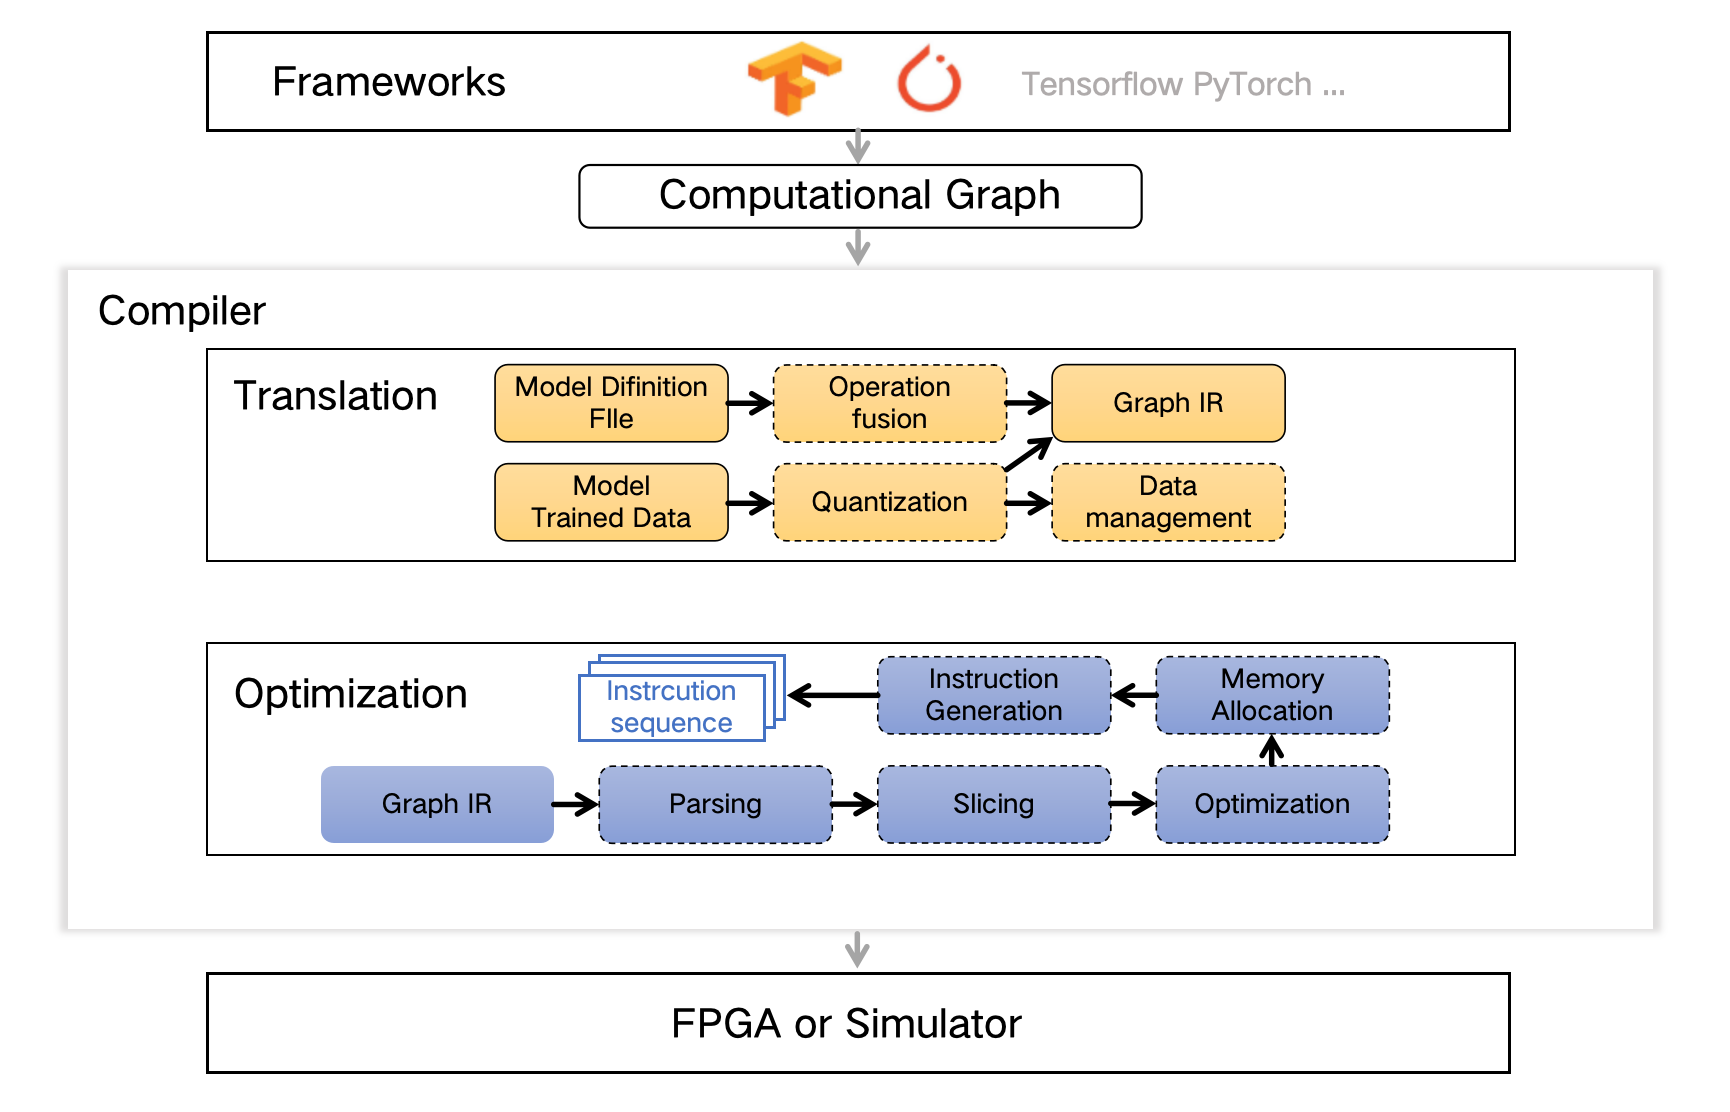 Frameworks
Tensorflow PyTorch ...
Computational Graph
Compiler
Translation
Model Difinition
FIle
Operation
fusion
Graph IR
Model
Trained Data
Quantization
Data
management
Optimization
Instrcution
sequence
Instruction
Generation
Memory
Allocation
Graph IR
Parsing
Slicing
Optimization
FPGA or Simulator